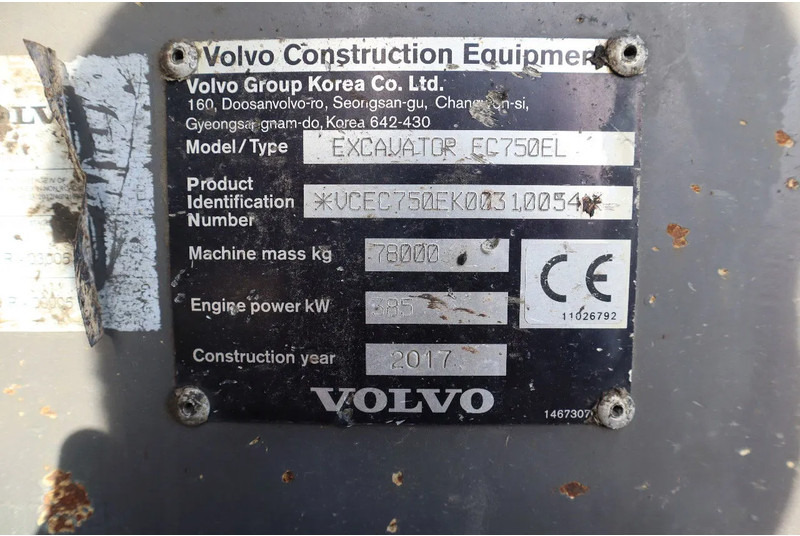 Volvo Construction Equipment
Volvo Group Korea Co. Ltd.
160, Doosanvolvo-ro, Seongsan-gu, Changwon-si,
Gyeongsangnam-do, Korea 642-430
Model/Type EXCAVATOR EC750EL
Product
Identification
Number *VCEC750EK00310054*
Machine mass kg 78000
CE
11026792
Engine power kW
Construction year 2017
VOLVO
1467307